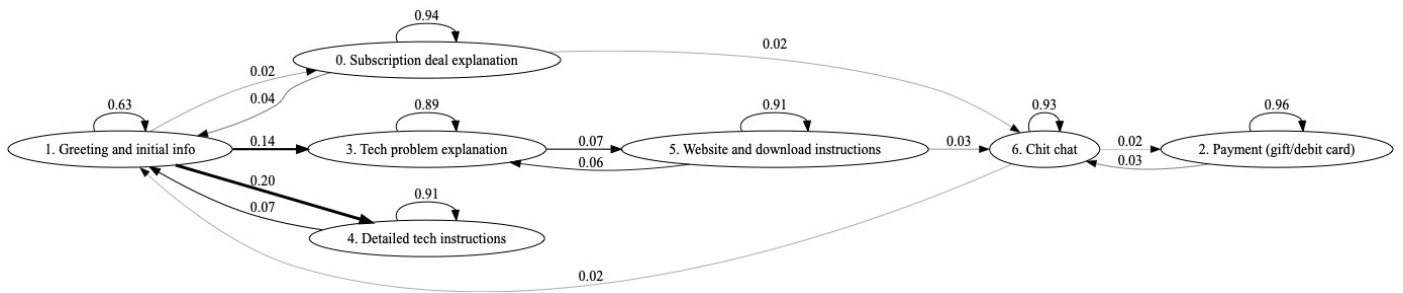 0.94
0.02
0. Subscription deal explanation
0.02
0.04
0.63
0.89
0.91
0.93
0.96
1. Greeting and initial info
0.14
3. Tech problem explanation
0.07
5. Website and download instructions
0.03
6. Chit chat
0.02
2. Payment (gift/debit card)
0.06
0.03
0.20
0.91
0.07
4. Detailed tech instructions
0.02